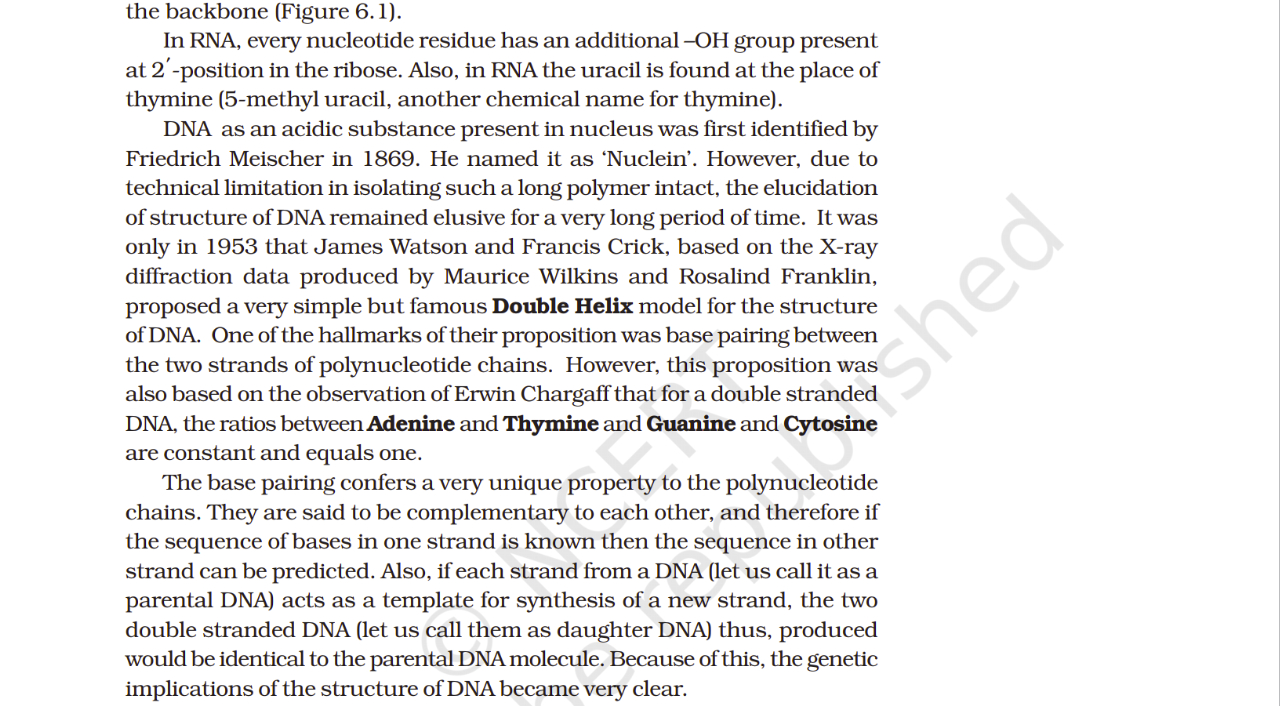 the backbone (Figure 6.1).
In RNA, every nucleotide residue has an additional –OH group present
at 2′-position in the ribose. Also, in RNA the uracil is found at the place of
thymine (5-methyl uracil, another chemical name for thymine).
DNA as an acidic substance present in nucleus was first identified by
Friedrich Meischer in 1869. He named it as ‘Nuclein’. However, due to
technical limitation in isolating such a long polymer intact, the elucidation
of structure of DNA remained elusive for a very long period of time. It was
only in 1953 that James Watson and Francis Crick, based on the X-ray
diffraction data produced by Maurice Wilkins and Rosalind Franklin,
proposed a very simple but famous Double Helix model for the structure
of DNA. One of the hallmarks of their proposition was base pairing between
the two strands of polynucleotide chains. However, this proposition was
also based on the observation of Erwin Chargaff that for a double stranded
DNA, the ratios between Adenine and Thymine and Guanine and Cytosine
are constant and equals one.
The base pairing confers a very unique property to the polynucleotide
chains. They are said to be complementary to each other, and therefore if
the sequence of bases in one strand is known then the sequence in other
strand can be predicted. Also, if each strand from a DNA (let us call it as a
parental DNA) acts as a template for synthesis of a new strand, the two
double stranded DNA (let us call them as daughter DNA) thus, produced
would be identical to the parental DNA molecule. Because of this, the genetic
implications of the structure of DNA became very clear.
© NCERT
be republished